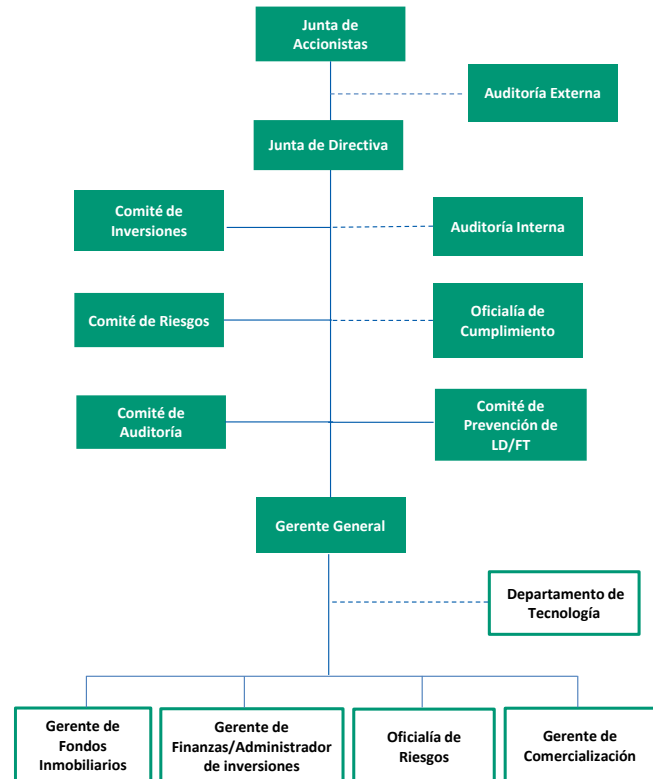 Junta de
Accionistas
Auditoría Externa
Junta de Directiva
Comité de
Inversiones
Auditoría Interna
Comité de Riesgos
Oficialía de
Cumplimiento
Comité de
Auditoría
Comité de
Prevención de
LD/FT
Gerente General
Departamento de
Tecnología
Gerente de
Fondos
Inmobiliarios
Gerente de
Finanzas/Administrador
de inversiones
Oficialía de
Riesgos
Gerente de
Comercialización